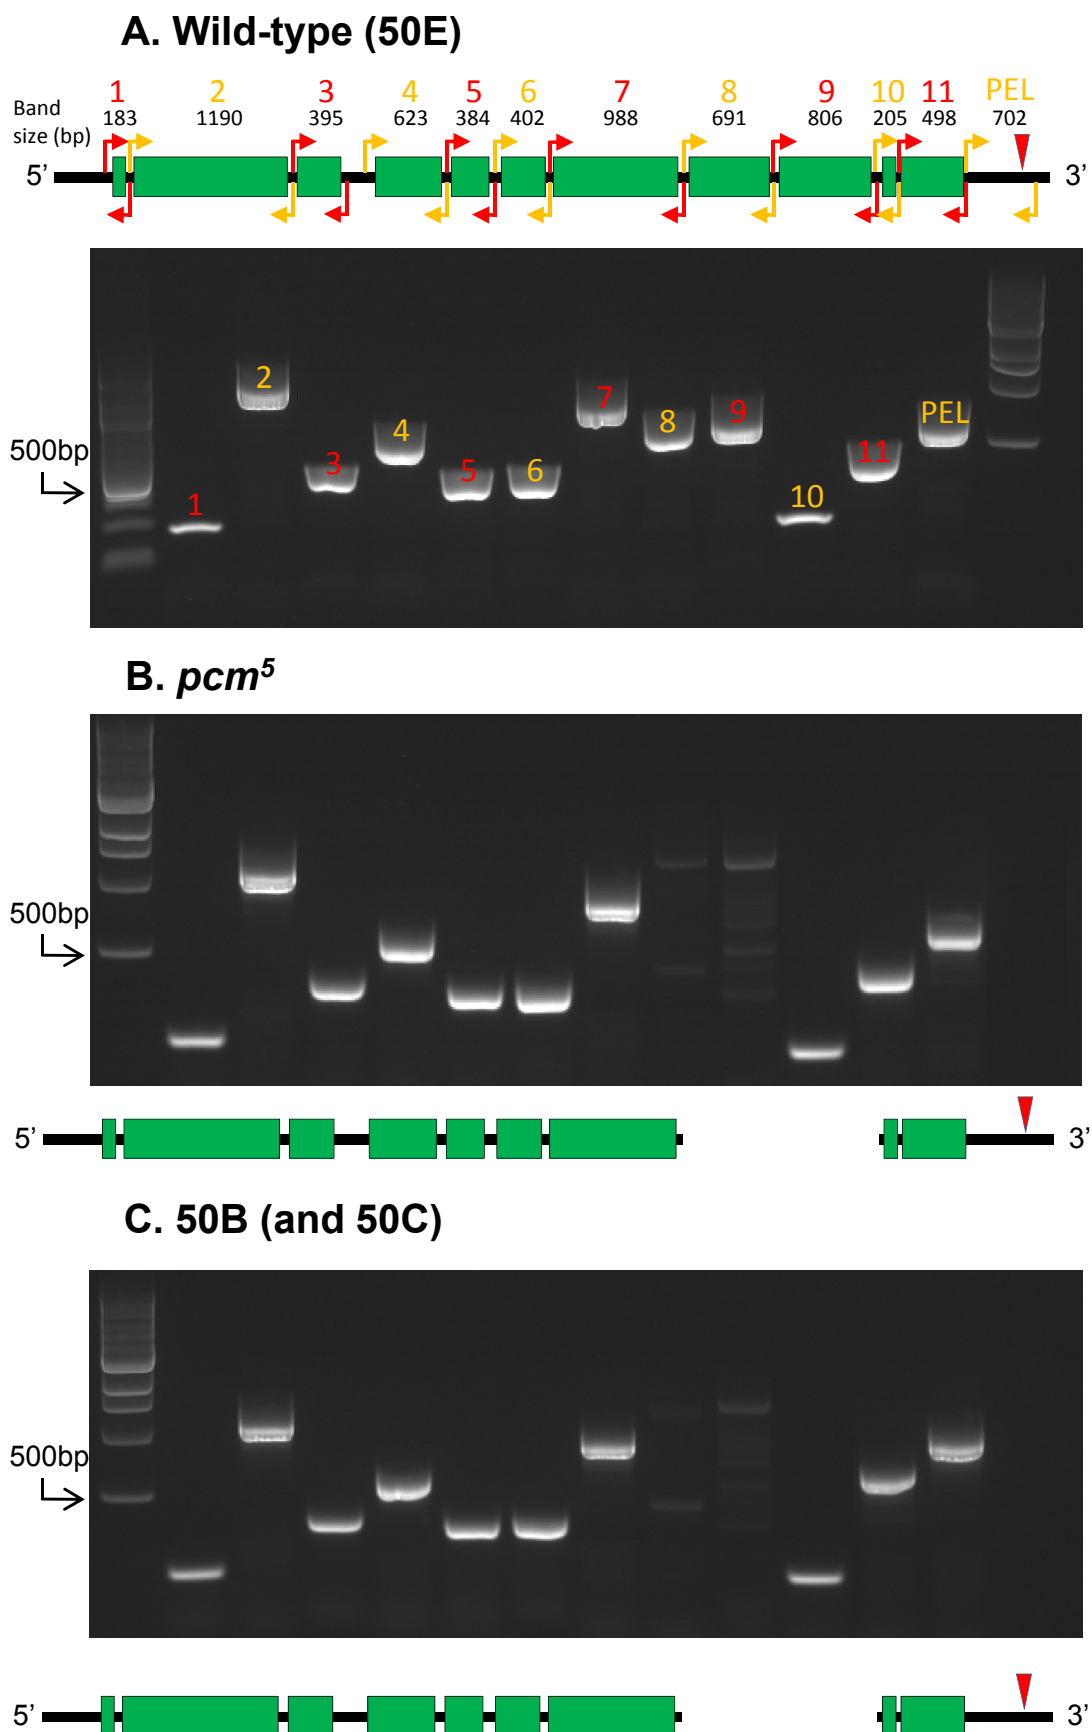 A. Wild-type (50E)
1 2 3 4 5 6 7 8 9 10 11 PEL
Band size (bp) 183 1190 395 623 384 402 988 691 806 205 498 702
5’ 3’
500bp
1 2 3 4 5 6 7 8 9 10 11 PEL
B. pcm⁵
500bp
5’ 3’
C. 50B (and 50C)
500bp
5’ 3’